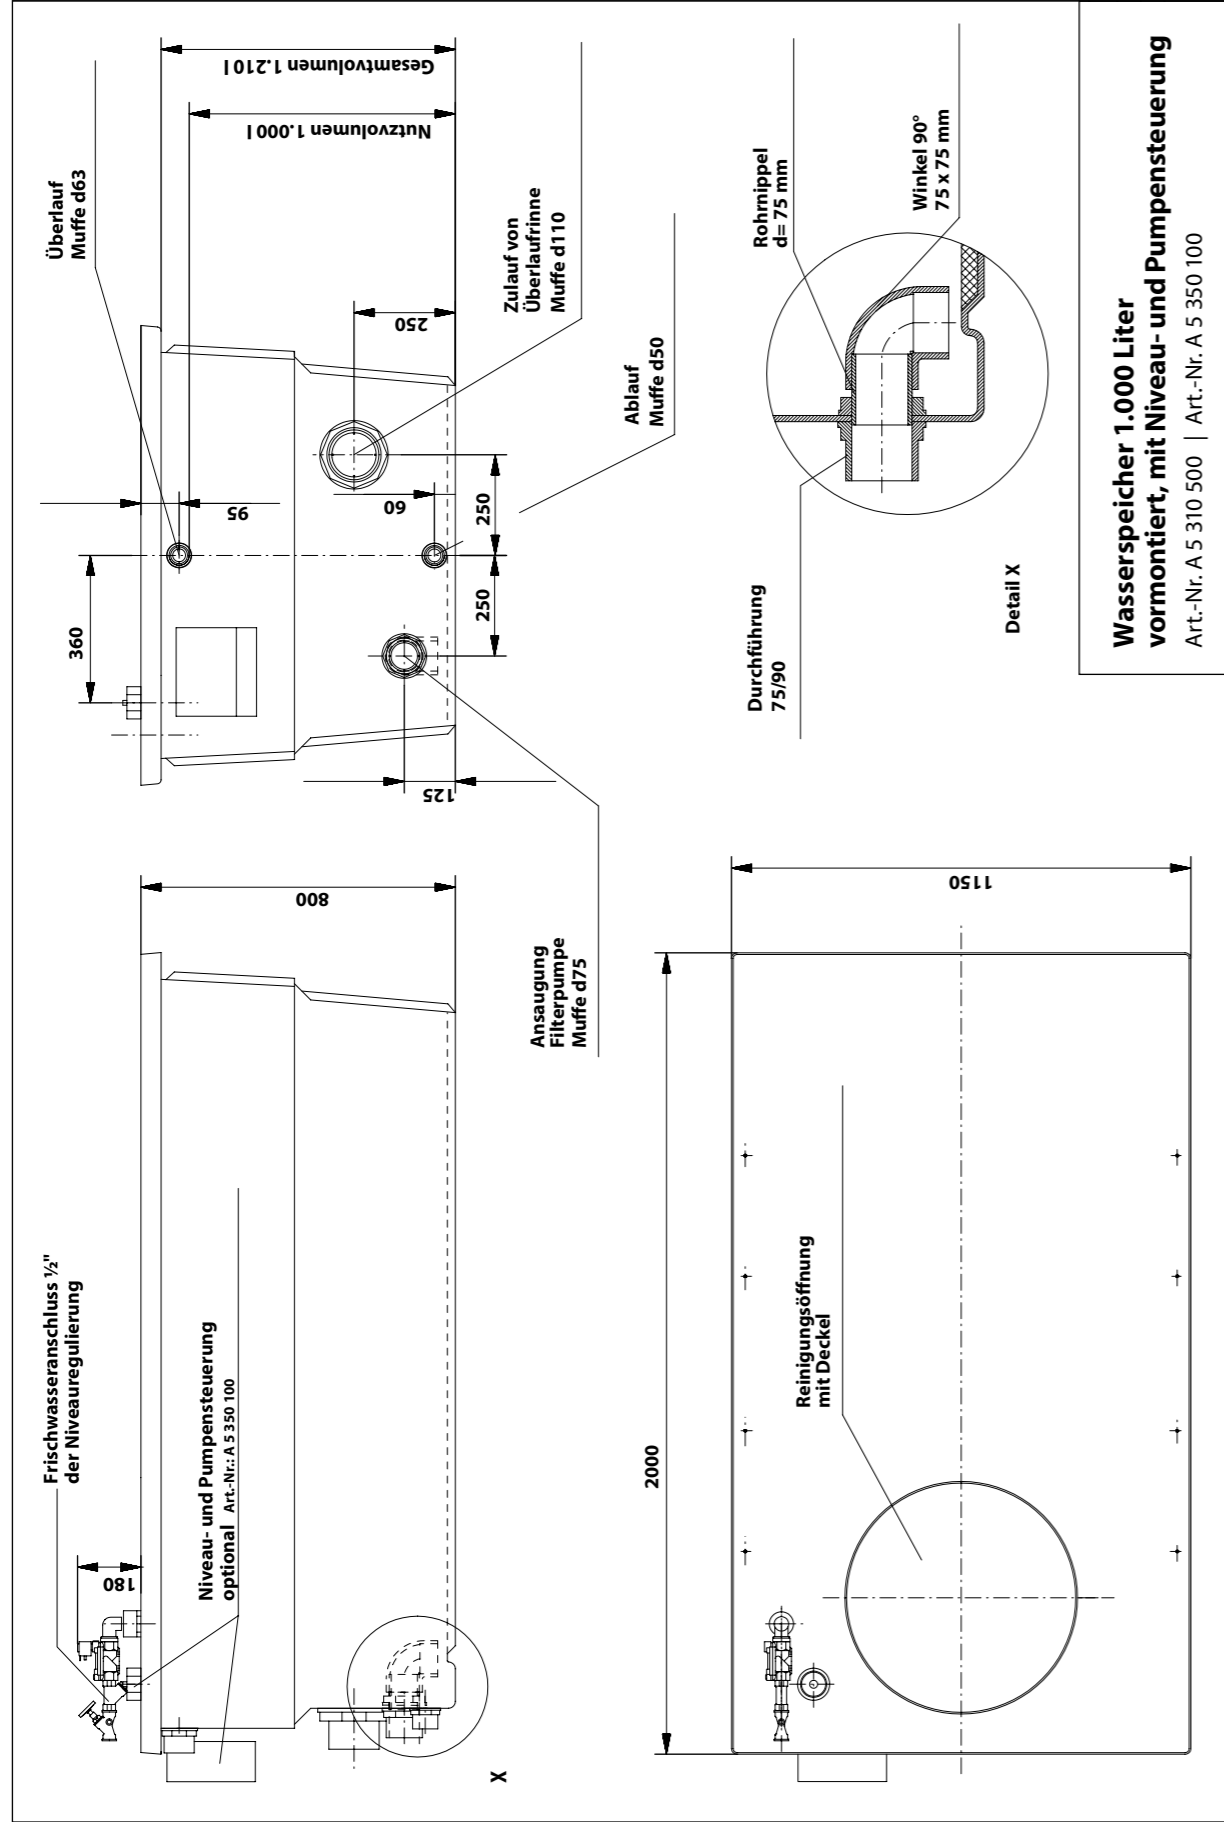 Frischwasseranschluss ½"
der Niveauregulierung
180
Niveau- und Pumpensteuerung
optional Art.-Nr.: A 5 350 100
X
800
Überlauf
Muffe d63
360
95
Gesamtvolumen 1.210 l
Nutzvolumen 1.000 l
250
60
250
250
125
Zulauf von
Überlaufrinne
Muffe d110
Ablauf
Muffe d50
Ansaugung
Filterpumpe
Muffe d75
2000
1150
Reinigungsöffnung
mit Deckel
Rohrnippel
d= 75 mm
Winkel 90°
75 x 75 mm
Durchführung
75/90
Detail X
Wasserspeicher 1.000 Liter
vormontiert, mit Niveau- und Pumpensteuerung
Art.-Nr. A 5 310 500 | Art.-Nr. A 5 350 100